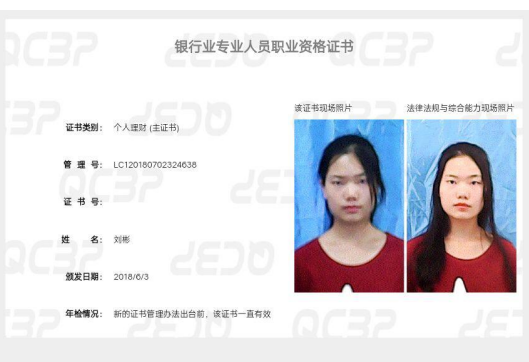 银行业专业人员职业资格证书
该证书现场照片 法律法规与综合能力现场照片
证书类别： 个人理财 (主证书)
管 理 号： LC120180702324638
证 书 号：
姓 名： 刘彬
颁发日期： 2018/6/3
年检情况： 新的证书管理办法出台前，该证书一直有效